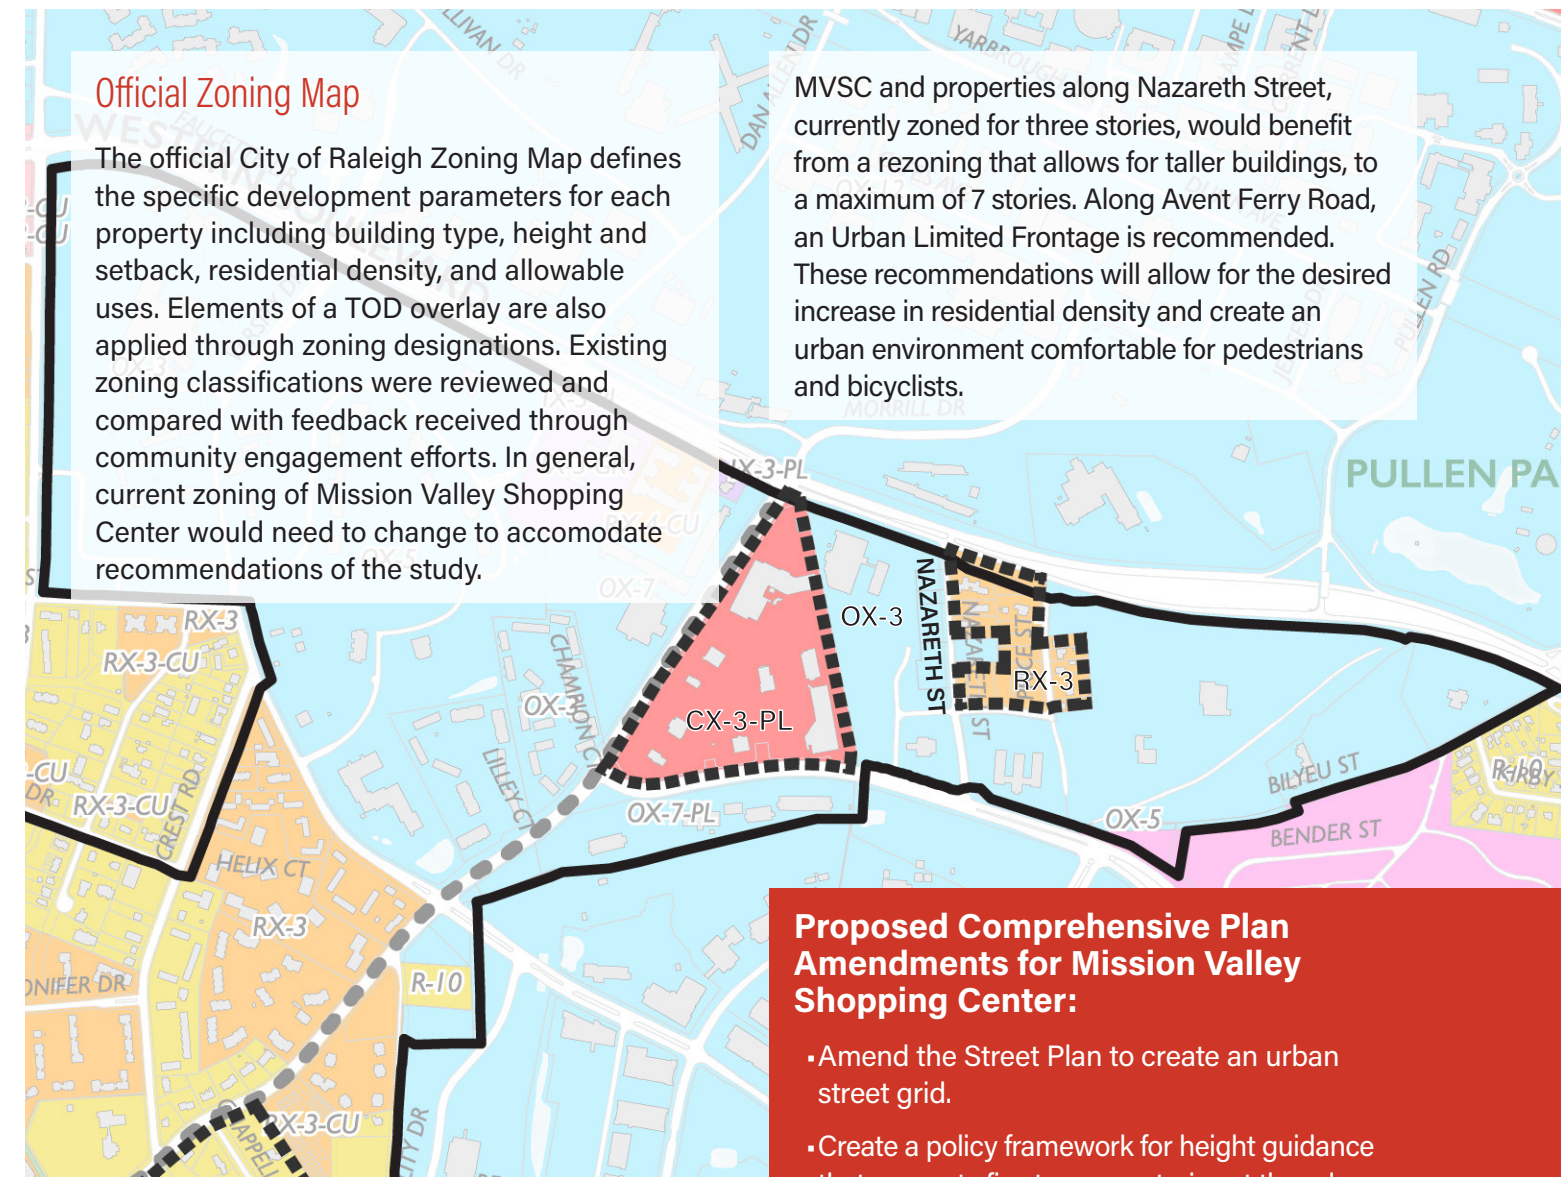 Official Zoning Map
The official City of Raleigh Zoning Map defines
the specific development parameters for each
property including building type, height and
setback, residential density, and allowable
uses. Elements of a TOD overlay are also
applied through zoning designations. Existing
zoning classifications were reviewed and
compared with feedback received through
community engagement efforts. In general,
current zoning of Mission Valley Shopping
Center would need to change to accomodate
recommendations of the study.
MVSC and properties along Nazareth Street,
currently zoned for three stories, would benefit
from a rezoning that allows for taller buildings, to
a maximum of 7 stories. Along Avent Ferry Road,
an Urban Limited Frontage is recommended.
These recommendations will allow for the desired
increase in residential density and create an
urban environment comfortable for pedestrians
and bicyclists.
DAN ALLEN DR
MORRILL DR
PULLEN RD
OX-7
OX-3
NAZARETH ST
NAZARETH ST
RX-3
CX-3-PL
RX-3
RX-3-CU
CHAMPION CT
LILLEY CT
OX-7-PL
OX-5
BILYEU ST
BENDER ST
R-10
KIRBY
RX-3-CU
CREST RD
HELIX CT
RX-3
R-10
RX-3-CU
Proposed Comprehensive Plan
Amendments for Mission Valley
Shopping Center:
▪Amend the Street Plan to create an urban
street grid.
▪Create a policy framework for height guidance